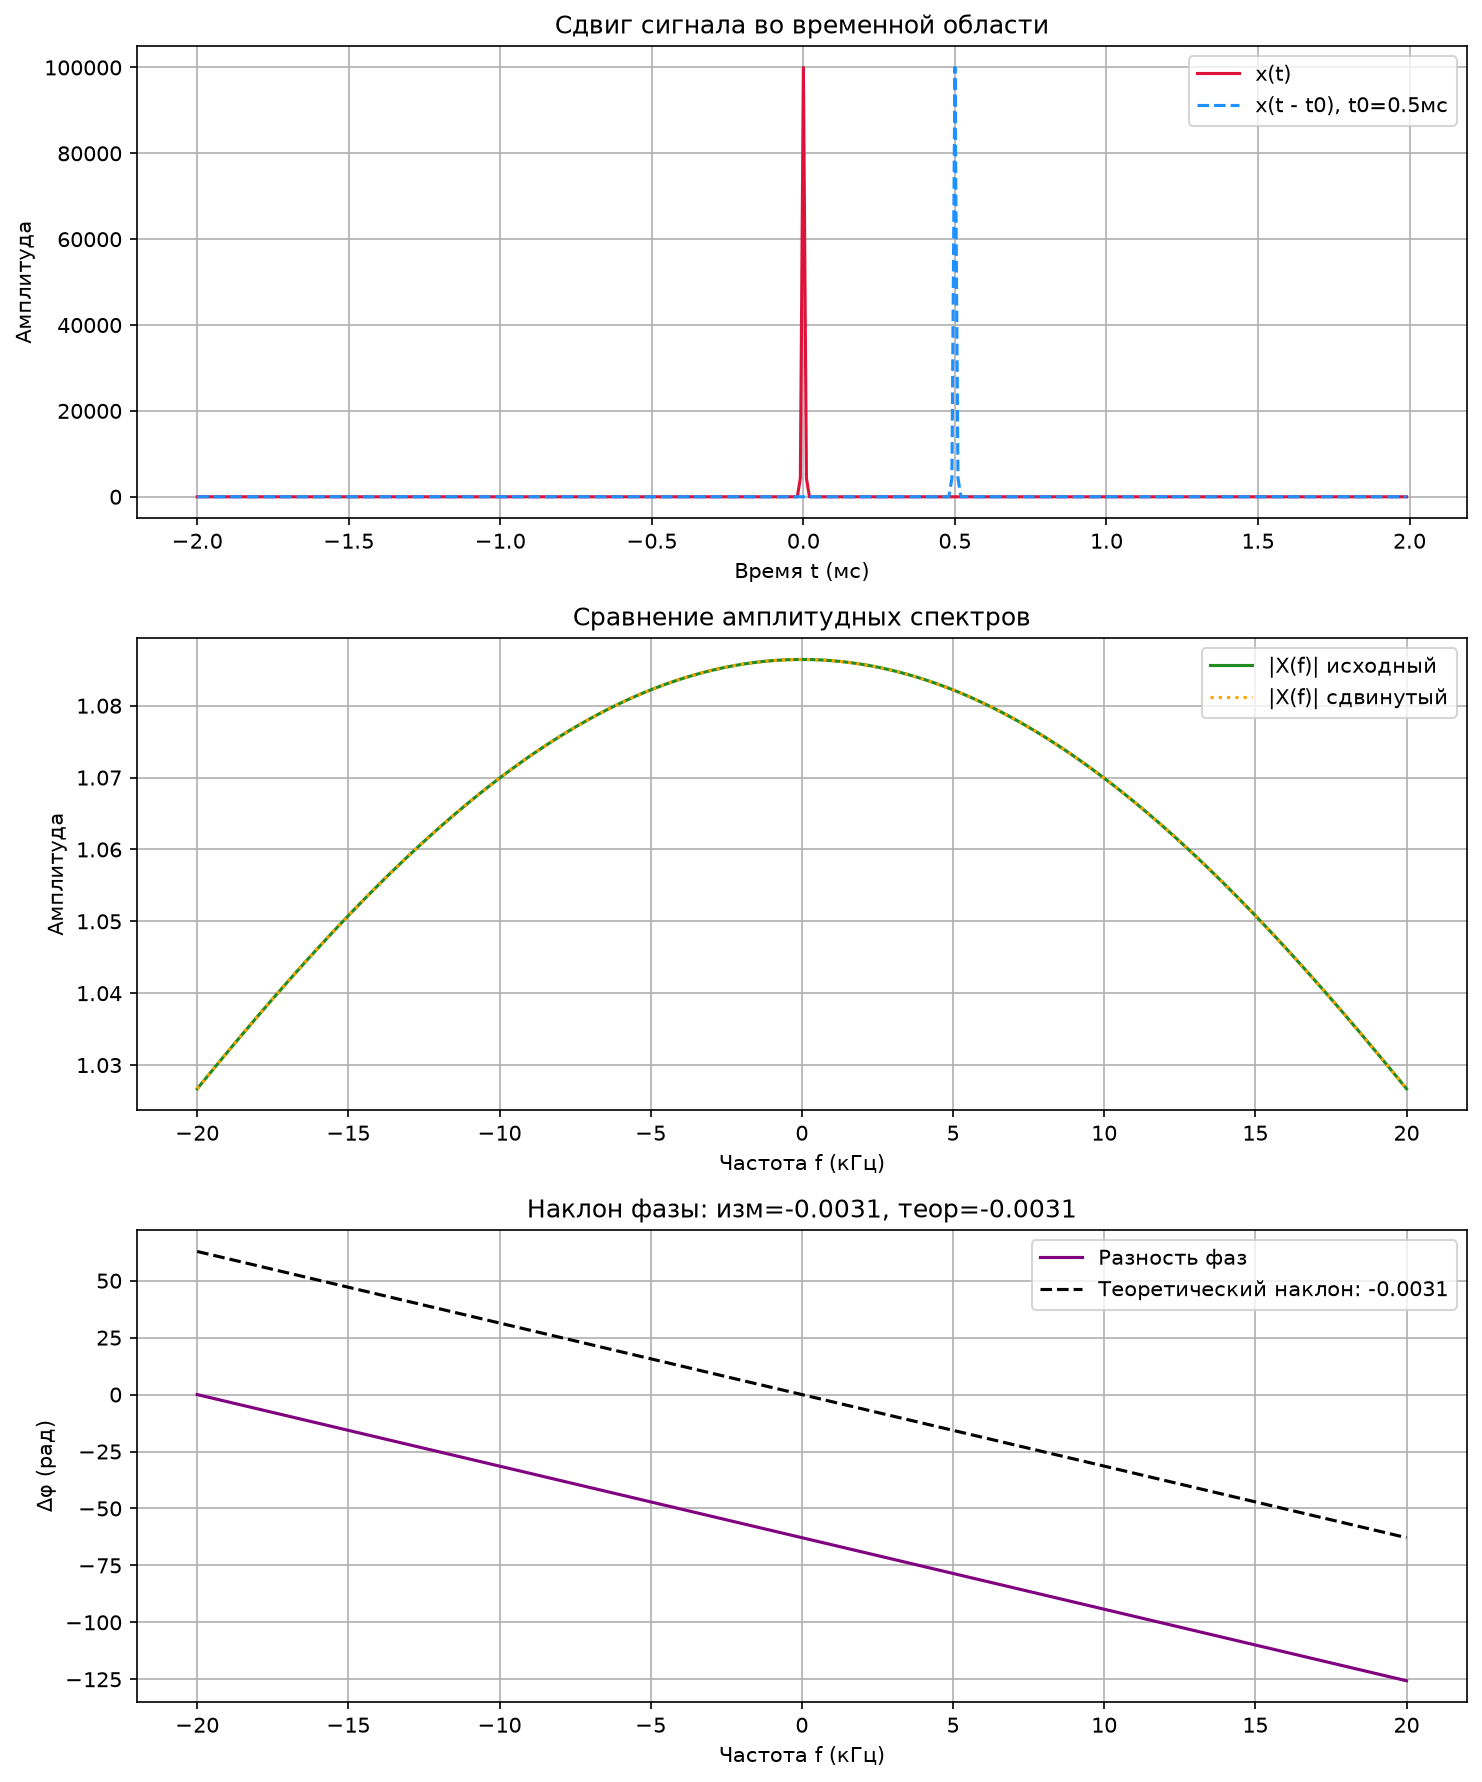 Сдвиг сигнала во временной области
x(t)
x(t - t0), t0=0.5мс
Амплитуда
100000
80000
60000
40000
20000
0
−2.0 −1.5 −1.0 −0.5 0.0 0.5 1.0 1.5 2.0
Время t (мс)
Сравнение амплитудных спектров
|X(f)| исходный
|X(f)| сдвинутый
Амплитуда
1.08
1.07
1.06
1.05
1.04
1.03
−20 −15 −10 −5 0 5 10 15 20
Частота f (кГц)
Наклон фазы: изм=-0.0031, теор=-0.0031
Разность фаз
Теоретический наклон: -0.0031
Δφ (рад)
50
25
0
−25
−50
−75
−100
−125
−20 −15 −10 −5 0 5 10 15 20
Частота f (кГц)